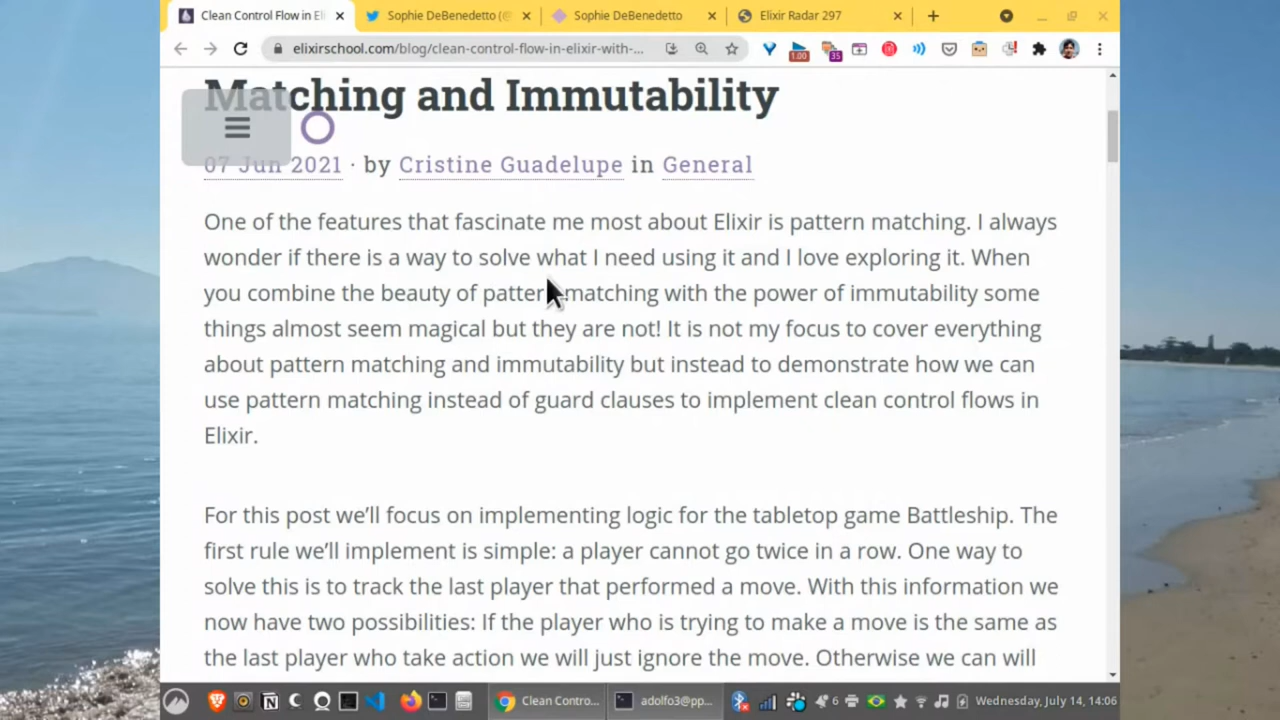 Clean Control Flow in Eli
Sophie DeBenedetto (@
Sophie DeBenedetto
Elixir Radar 297
elixirschool.com/blog/clean-control-flow-in-elixir-with-...
1.00
35
Matching and Immutability
07 Jun 2021 · by Cristine Guadelupe in General
One of the features that fascinate me most about Elixir is pattern matching. I always
wonder if there is a way to solve what I need using it and I love exploring it. When
you combine the beauty of pattern matching with the power of immutability some
things almost seem magical but they are not! It is not my focus to cover everything
about pattern matching and immutability but instead to demonstrate how we can
use pattern matching instead of guard clauses to implement clean control flows in
Elixir.
For this post we’ll focus on implementing logic for the tabletop game Battleship. The
first rule we’ll implement is simple: a player cannot go twice in a row. One way to
solve this is to track the last player that performed a move. With this information we
now have two possibilities: If the player who is trying to make a move is the same as
the last player who take action we will just ignore the move. Otherwise we can will
Clean Contro...
adolfo3@pp...
6
Wednesday, July 14, 14:06